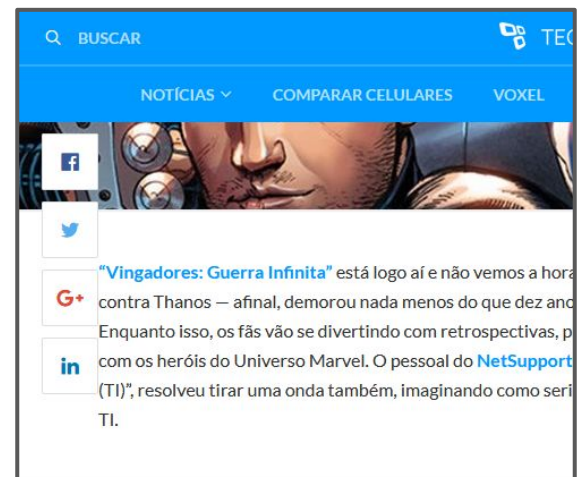 BUSCAR
TEC
NOTÍCIAS
COMPARAR CELULARES
VOXEL
G+
in
“Vingadores: Guerra Infinita” está logo aí e não vemos a hora
contra Thanos — afinal, demorou nada menos do que dez ano
Enquanto isso, os fãs vão se divertindo com retrospectivas, p
com os heróis do Universo Marvel. O pessoal do NetSupport
(TI)”, resolveu tirar uma onda também, imaginando como seri
TI.